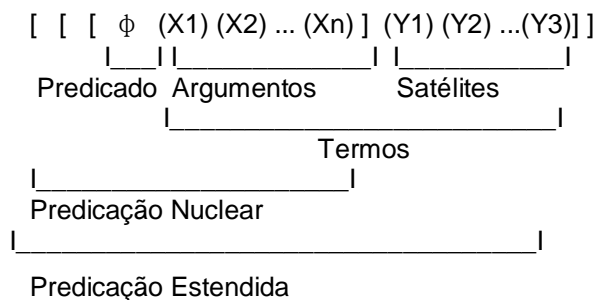 [ [ [ ф (X1) (X2) ... (Xn) ] (Y1) (Y2) ...(Y3)] ]
Predicado Argumentos Satélites
Termos
Predicação Nuclear
Predicação Estendida